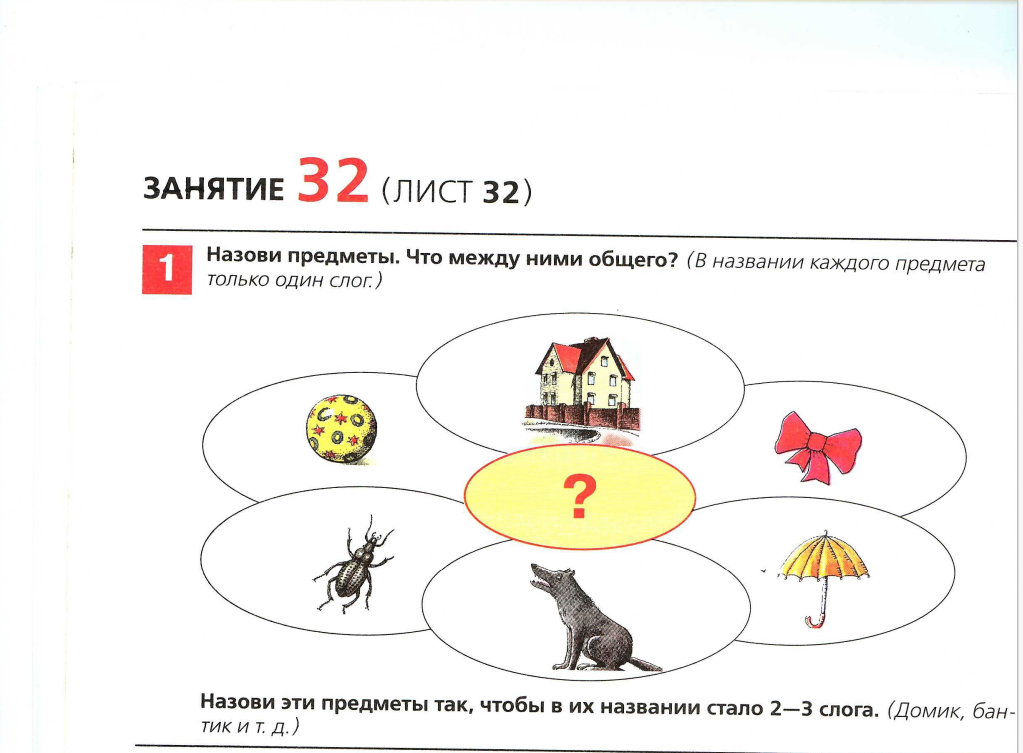 ЗАНЯТИЕ 32 (ЛИСТ 32)
1 Назови предметы. Что между ними общего? (В названии каждого предмета
только один слог.)
?
Назови эти предметы так, чтобы в их названии стало 2—3 слога. (Домик, бан-
тик и т. д.)